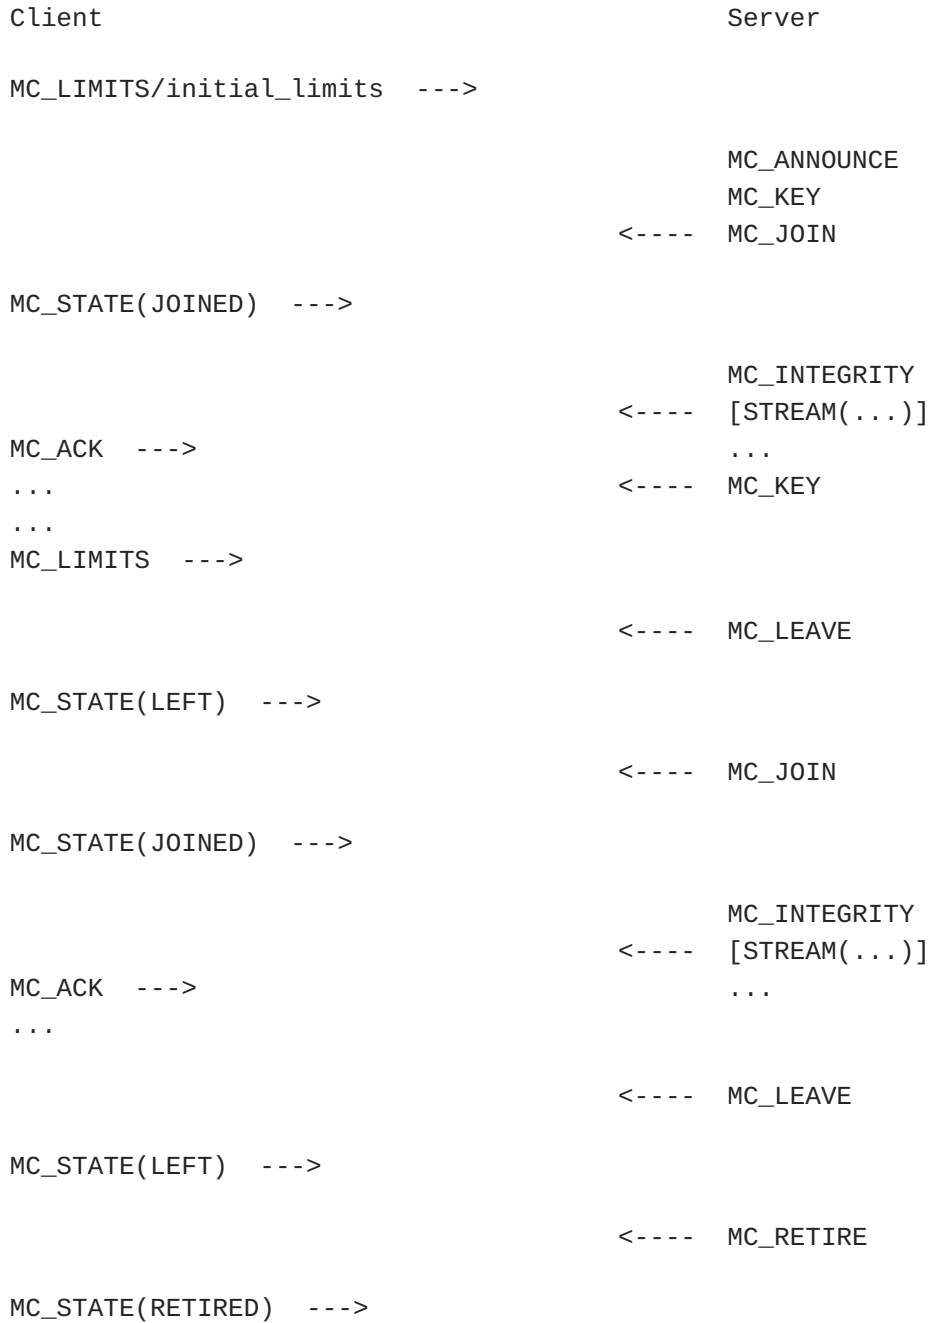 Client                                        Server

MC_LIMITS/initial_limits  --->

                                              MC_ANNOUNCE
                                              MC_KEY
                                       <----  MC_JOIN

MC_STATE(JOINED)  --->

                                              MC_INTEGRITY
                                       <----  [STREAM(...)]
MC_ACK  --->                                  ...
...                                    <----  MC_KEY
...
MC_LIMITS  --->

                                       <----  MC_LEAVE

MC_STATE(LEFT)  --->

                                       <----  MC_JOIN

MC_STATE(JOINED)  --->

                                              MC_INTEGRITY
                                       <----  [STREAM(...)]
MC_ACK  --->                                  ...
...

                                       <----  MC_LEAVE

MC_STATE(LEFT)  --->

                                       <----  MC_RETIRE

MC_STATE(RETIRED)  --->